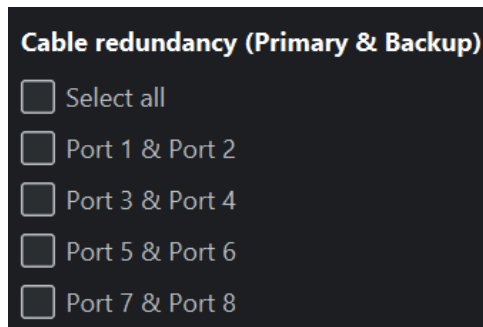 Cable redundancy (Primary & Backup)
Select all
Port 1 & Port 2
Port 3 & Port 4
Port 5 & Port 6
Port 7 & Port 8